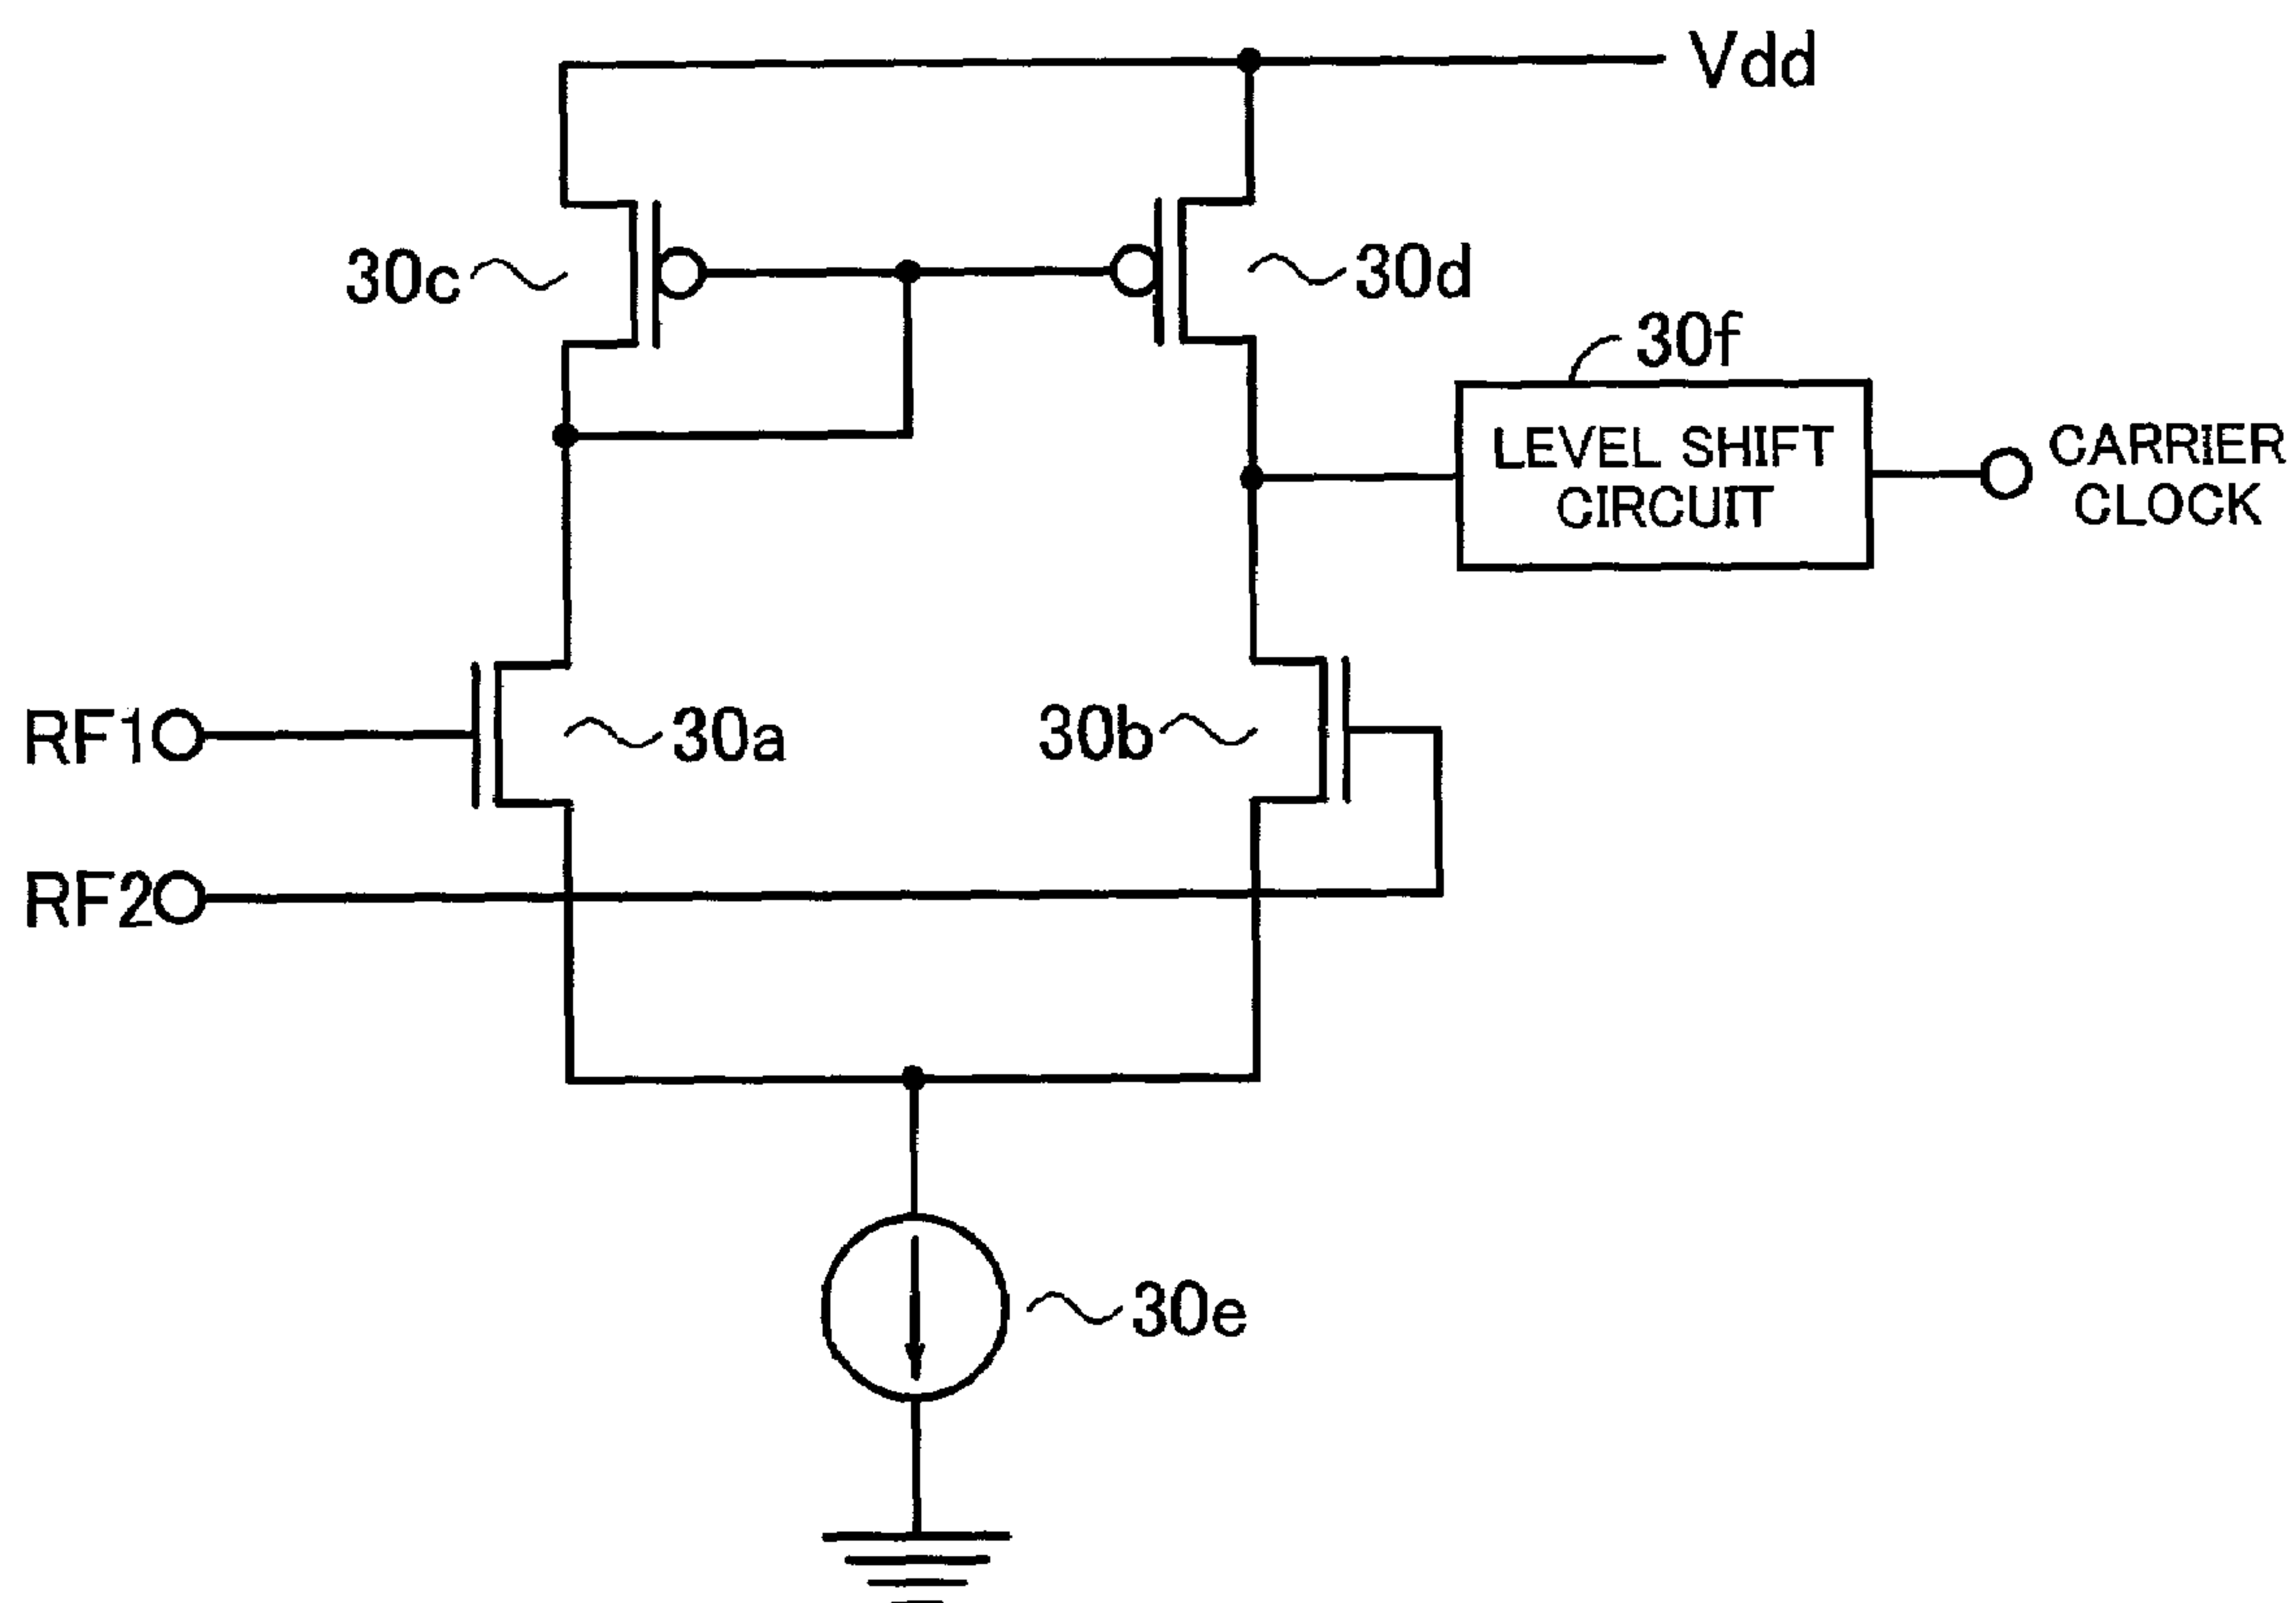 Vdd
30c
30d
30f
LEVEL SHIFT
CIRCUIT
CARRIER
CLOCK
RF1
30a
30b
RF2
30e